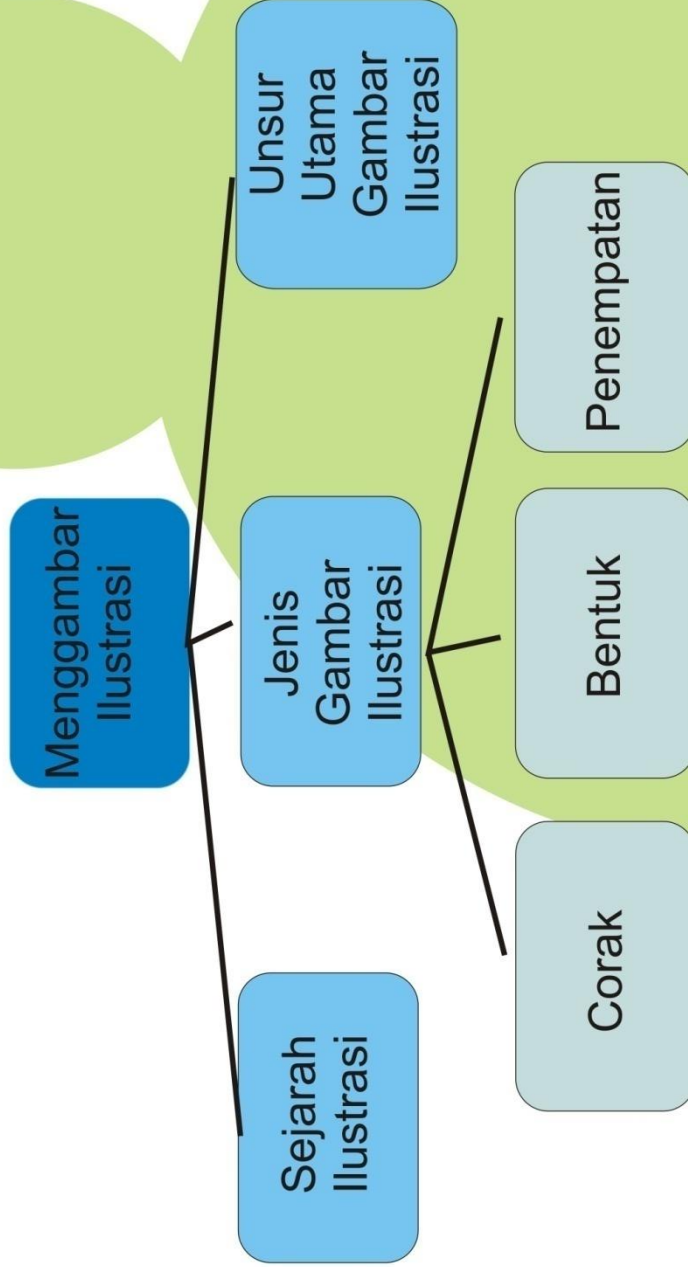 Menggambar
Ilustrasi
Sejarah
Ilustrasi
Jenis
Gambar
Ilustrasi
Unsur
Utama
Gambar
Ilustrasi
Corak
Bentuk
Penempatan